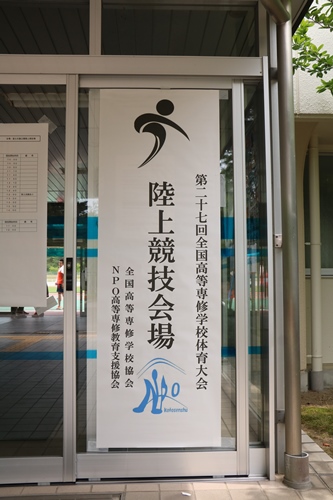 第二十七回全国高等専修学校体育大会
陸上競技会場
全国高等専修学校協会
NPO高等専修教育支援協会